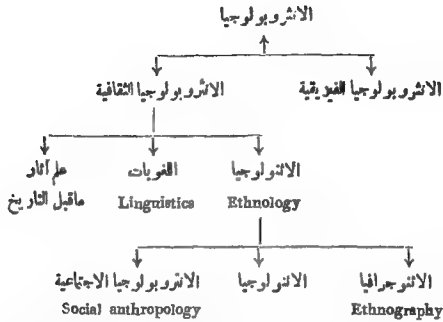 الانثروبولوجيا
الانثروبولوجيا الفيزيقية
الانثروبولوجيا الثقافية
الاثنولوجيا
Ethnology
اللغويات
Linguistics
علم آثار
ماقبل التاريخ
الاثنوجرافيا
Ethnography
الاثنولوجيا
الانثروبولوجيا الاجتماعية
Social anthropology